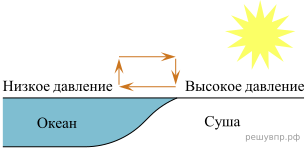 Низкое давление
Высокое давление
Океан
Суша
решувпр.рф